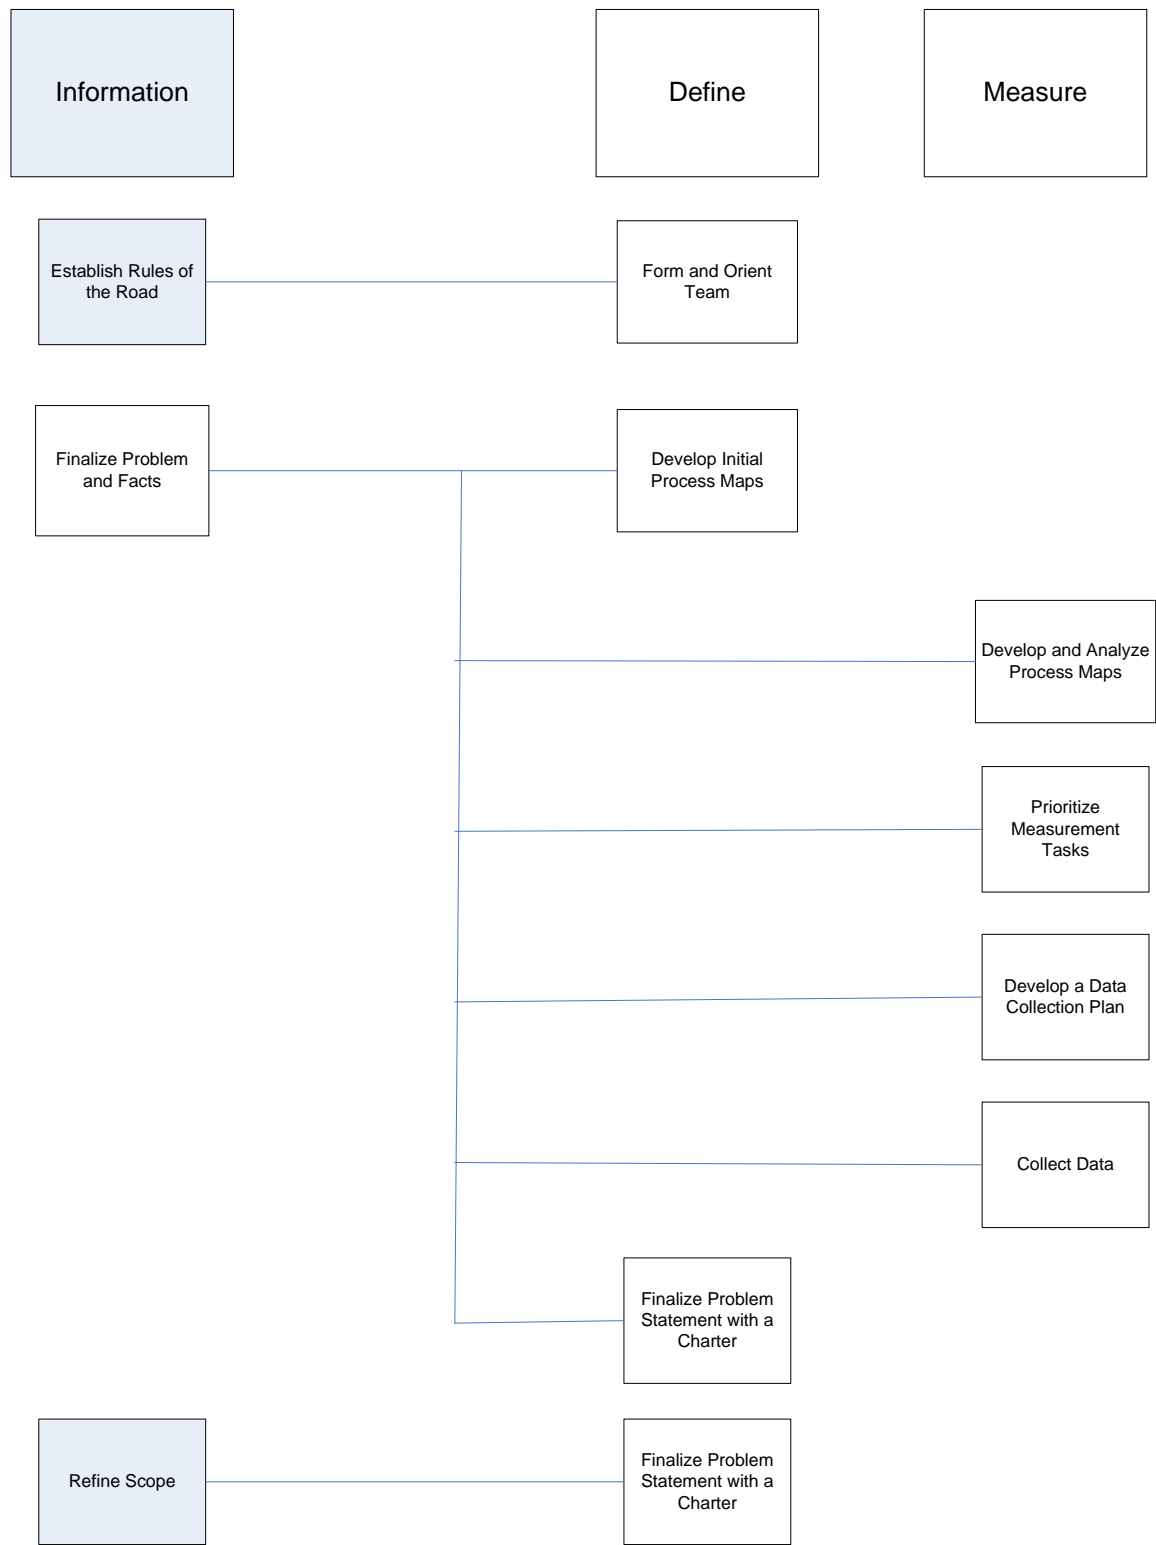 Information
Define
Measure
Establish Rules of
the Road
Form and Orient
Team
Finalize Problem
and Facts
Develop Initial
Process Maps
Develop and Analyze
Process Maps
Prioritize
Measurement
Tasks
Develop a Data
Collection Plan
Collect Data
Finalize Problem
Statement with a
Charter
Refine Scope
Finalize Problem
Statement with a
Charter